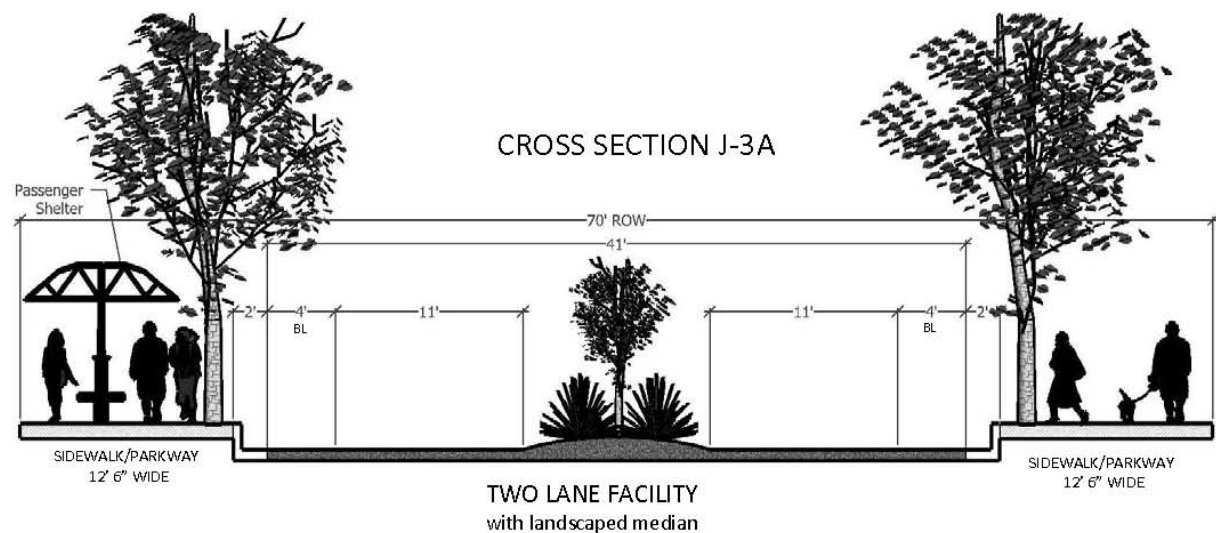 CROSS SECTION J-3A
Passenger
Shelter
70' ROW
41'
2'
4'
BL
11'
11'
4'
BL
2'
SIDEWALK/PARKWAY
12' 6” WIDE
SIDEWALK/PARKWAY
12' 6” WIDE
TWO LANE FACILITY
with landscaped median